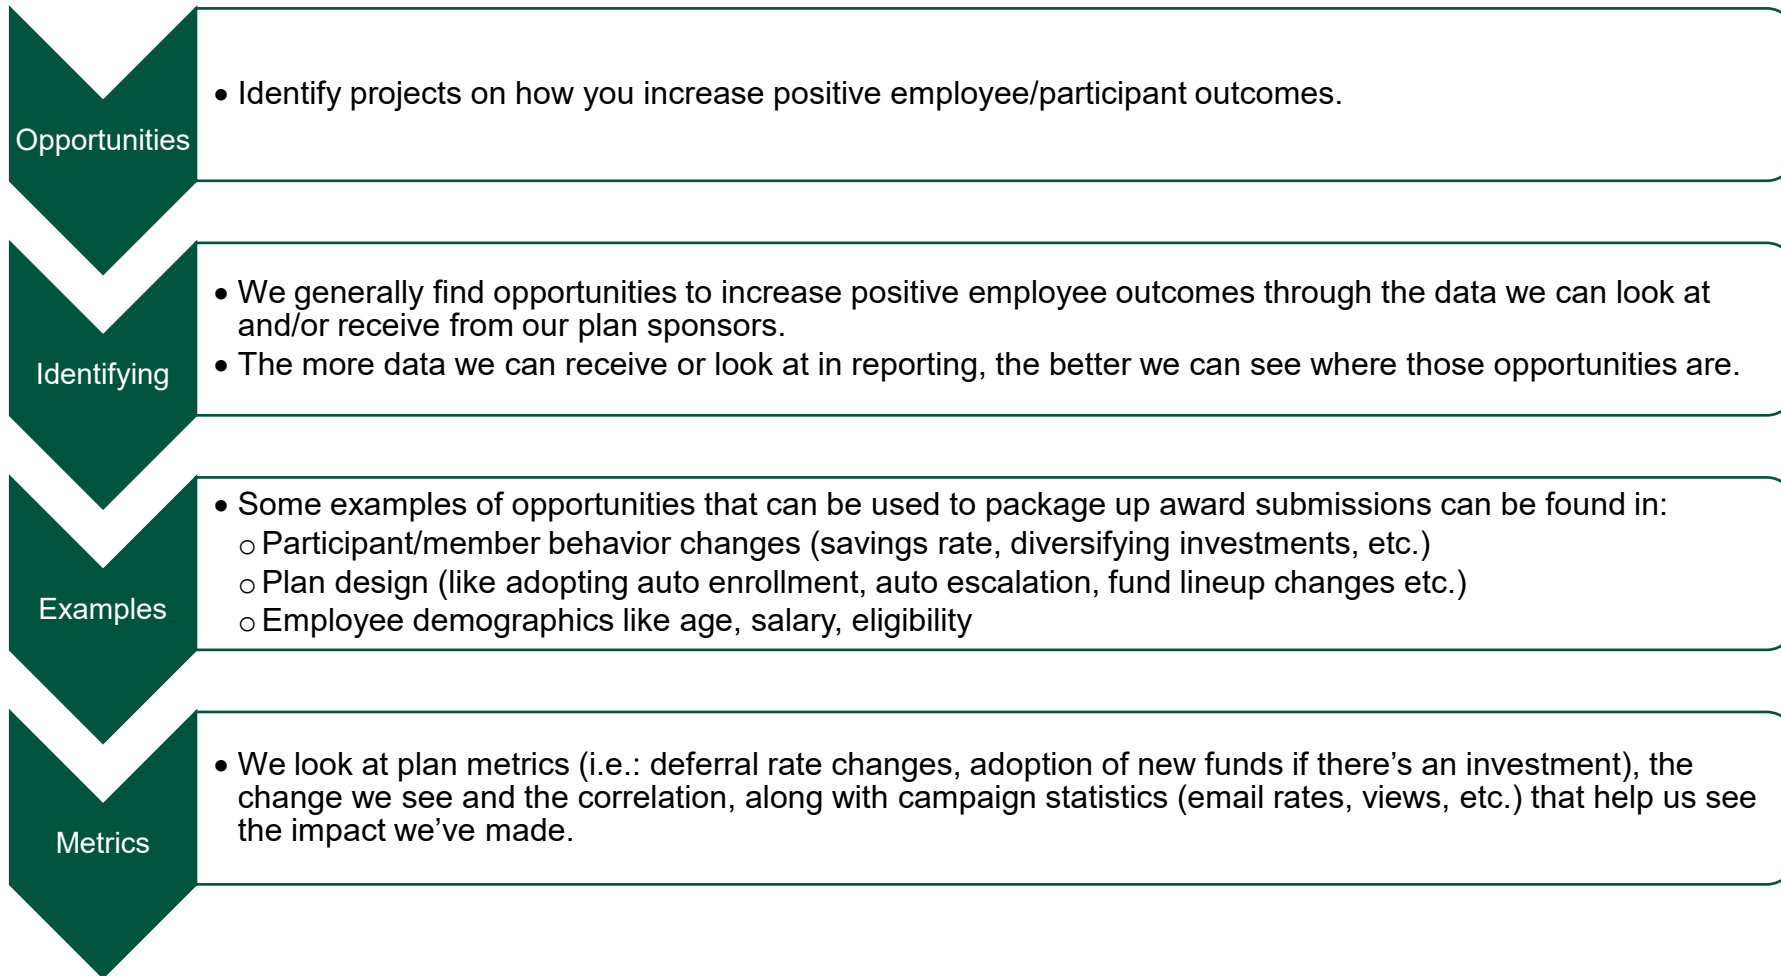 Opportunities
• Identify projects on how you increase positive employee/participant outcomes.
Identifying
• We generally find opportunities to increase positive employee outcomes through the data we can look at
and/or receive from our plan sponsors.
• The more data we can receive or look at in reporting, the better we can see where those opportunities are.
Examples
• Some examples of opportunities that can be used to package up award submissions can be found in:
○ Participant/member behavior changes (savings rate, diversifying investments, etc.)
○ Plan design (like adopting auto enrollment, auto escalation, fund lineup changes etc.)
○ Employee demographics like age, salary, eligibility
Metrics
• We look at plan metrics (i.e.: deferral rate changes, adoption of new funds if there’s an investment), the
change we see and the correlation, along with campaign statistics (email rates, views, etc.) that help us see
the impact we’ve made.